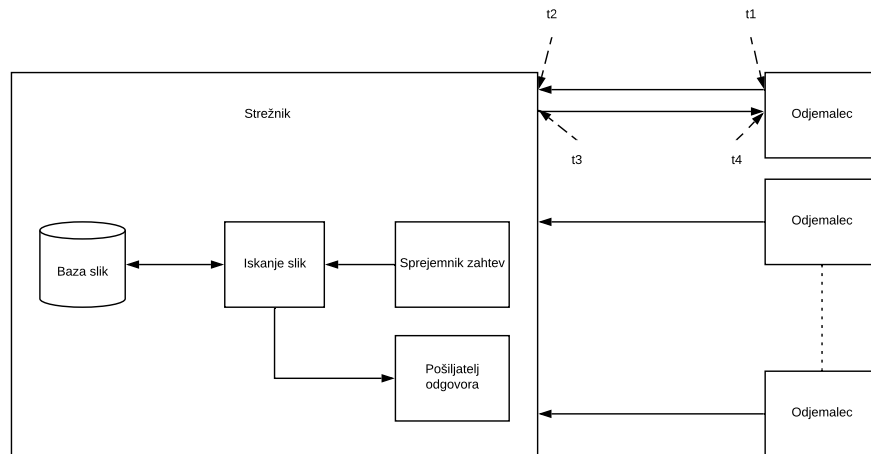 t2
t1
Strežnik
Odjemalec
t3
t4
Odjemalec
Baza slik
Iskanje slik
Sprejemnik zahtev
Pošiljatelj
odgovora
Odjemalec